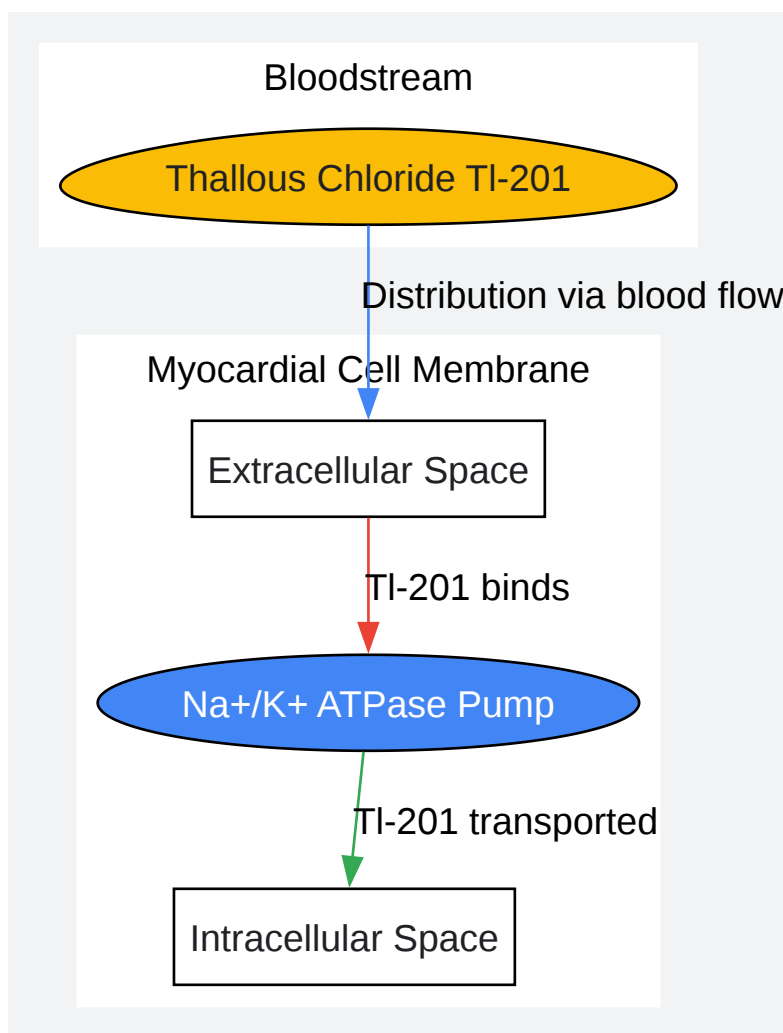 Bloodstream
Thallous Chloride Tl-201
Distribution via blood flow
Myocardial Cell Membrane
Extracellular Space
Tl-201 binds
Na+/K+ ATPase Pump
Tl-201 transported
Intracellular Space